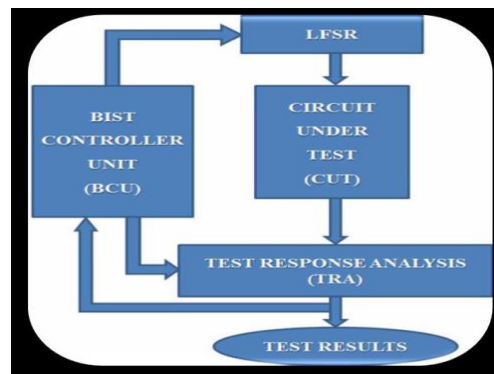 LFSR
BIST
CONTROLLER
UNIT
(BCU)
CIRCUIT
UNDER
TEST
(CUT)
TEST RESPONSE ANALYSIS
(TRA)
TEST RESULTS